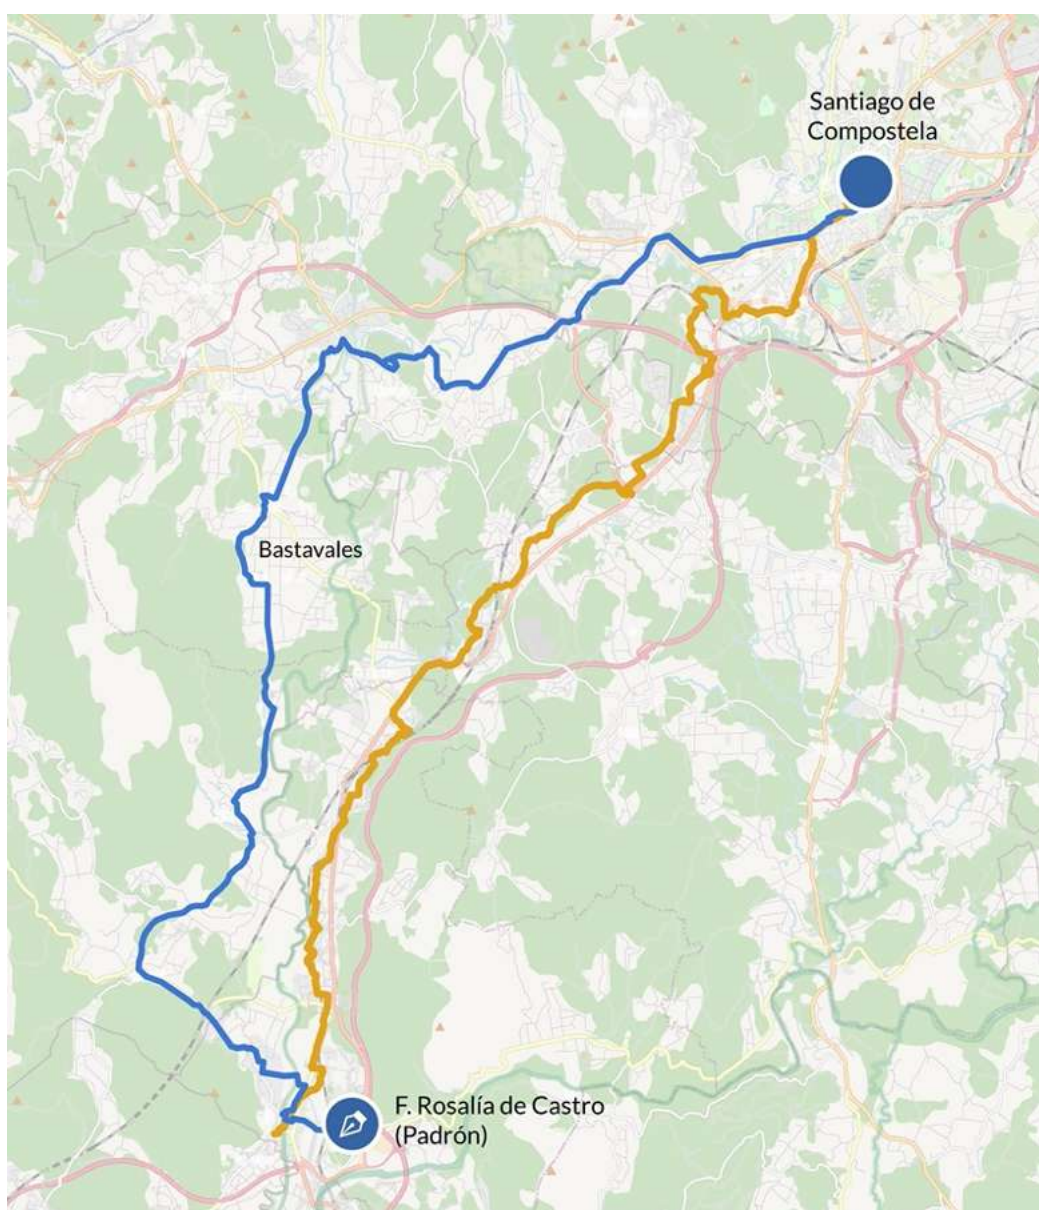 Santiago de
Compostela
Bastavales
F. Rosalía de Castro
(Padrón)